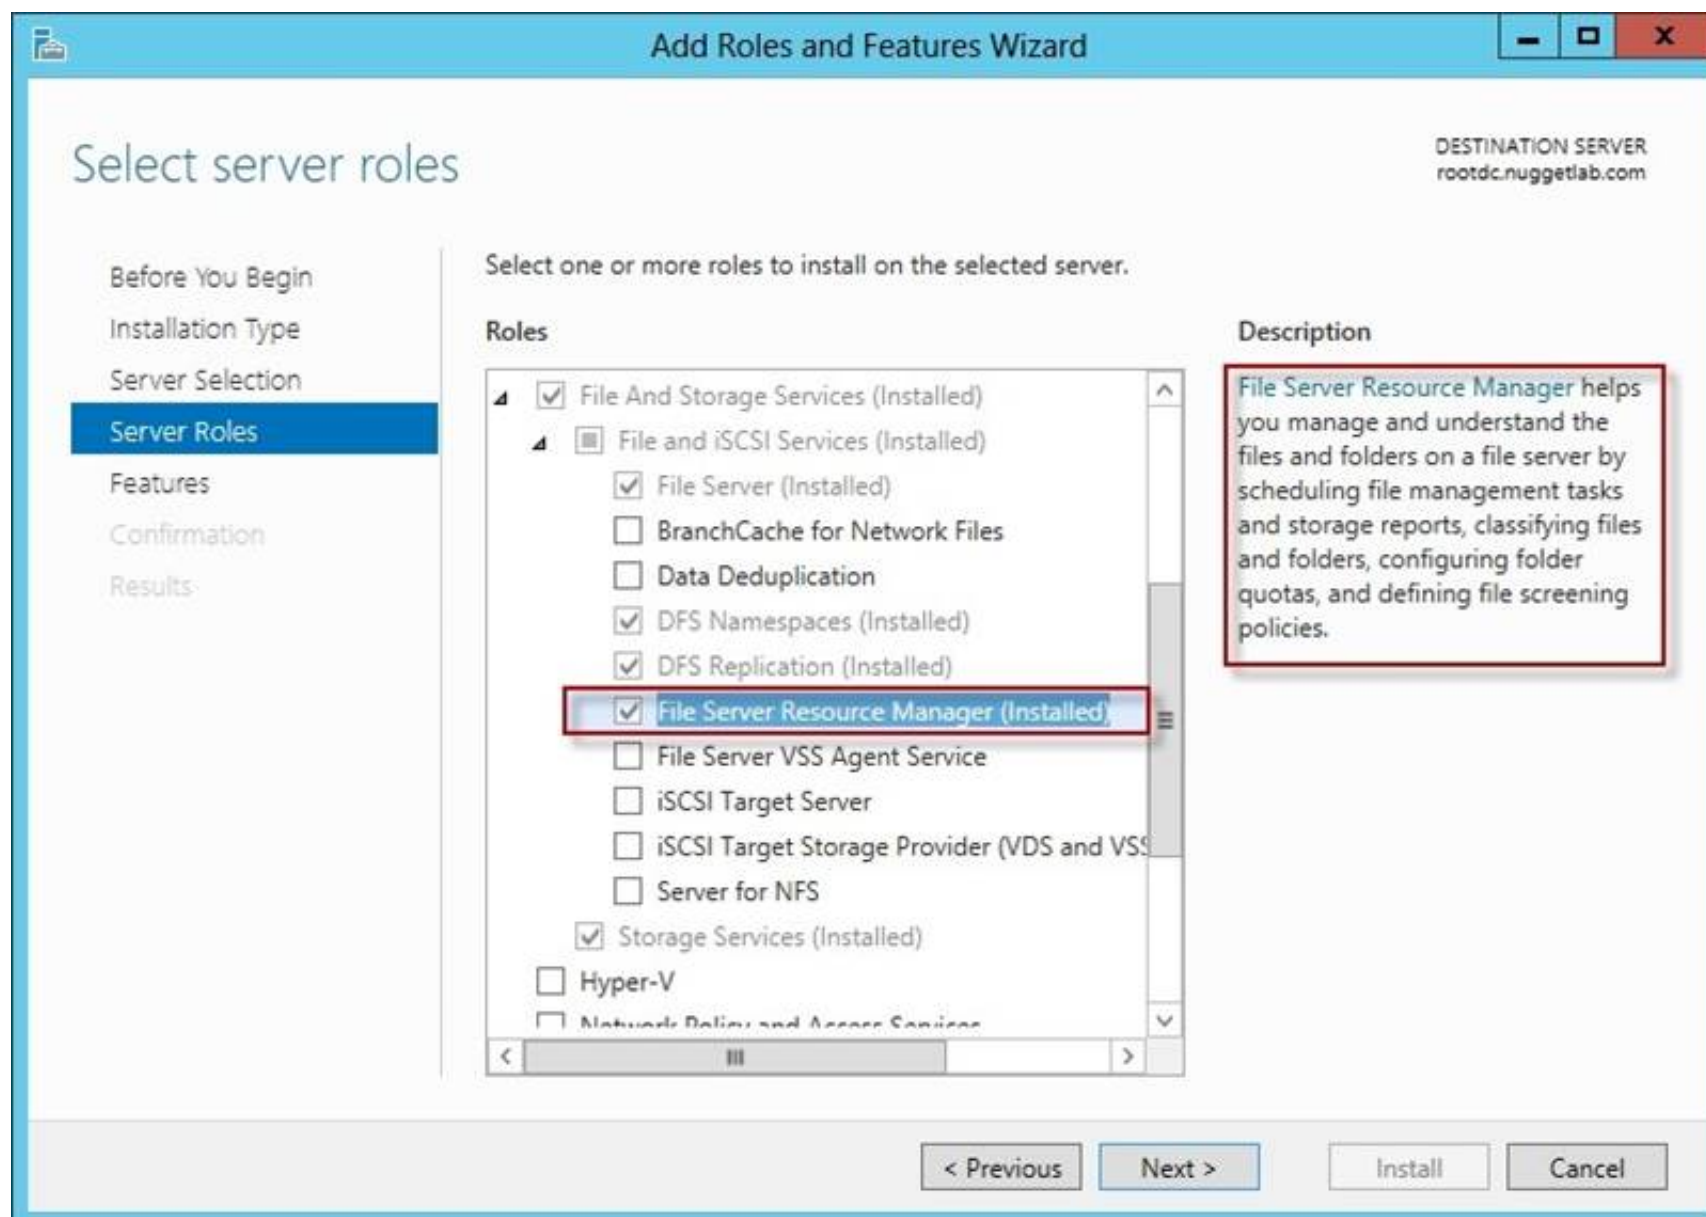 Add Roles and Features Wizard
Select server roles
DESTINATION SERVER
rootdc.nuggetlab.com
Before You Begin
Installation Type
Server Selection
Server Roles
Features
Confirmation
Results
Select one or more roles to install on the selected server.
Roles
File And Storage Services (Installed)
File and iSCSI Services (Installed)
File Server (Installed)
BranchCache for Network Files
Data Deduplication
DFS Namespaces (Installed)
DFS Replication (Installed)
File Server Resource Manager (Installed)
File Server VSS Agent Service
iSCSI Target Server
iSCSI Target Storage Provider (VDS and VSS
Server for NFS
Storage Services (Installed)
Hyper-V
Network Policy and Access Services
Description
File Server Resource Manager helps
you manage and understand the
files and folders on a file server by
scheduling file management tasks
and storage reports, classifying files
and folders, configuring folder
quotas, and defining file screening
policies.
< Previous
Next >
Install
Cancel